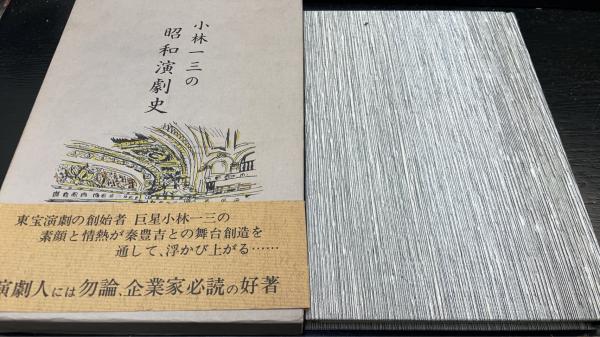 小林一三の
昭和演劇史
東宝演劇の創始者 巨星小林一三の
素顔と情熱が秦豊吉との舞台創造を
通して、浮かび上がる……
演劇人には勿論、企業家必読の好著